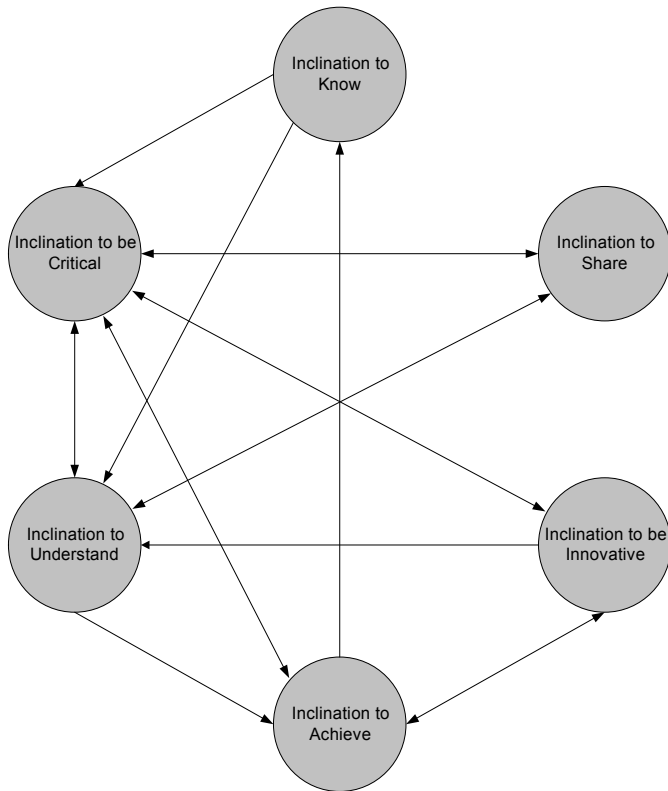 Inclination to
Know
Inclination to be
Critical
Inclination to
Share
Inclination to
Understand
Inclination to be
Innovative
Inclination to
Achieve